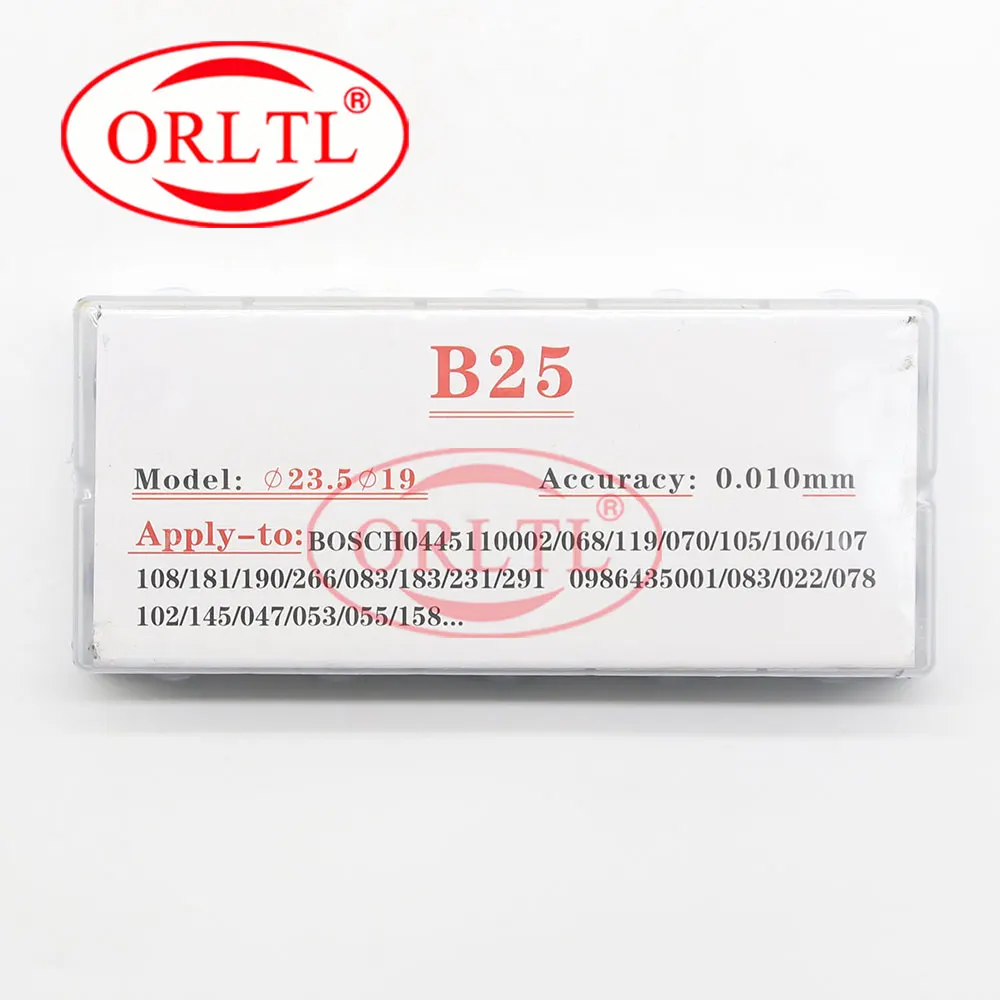 ORLTL®
B25
Model: ∅23.5∅19 Accuracy: 0.010mm
ORLTL®
Apply-to: BOSCH0445110002/068/119/070/105/106/107
108/181/190/266/083/183/231/291 0986435001/083/022/078
102/145/047/053/055/158...